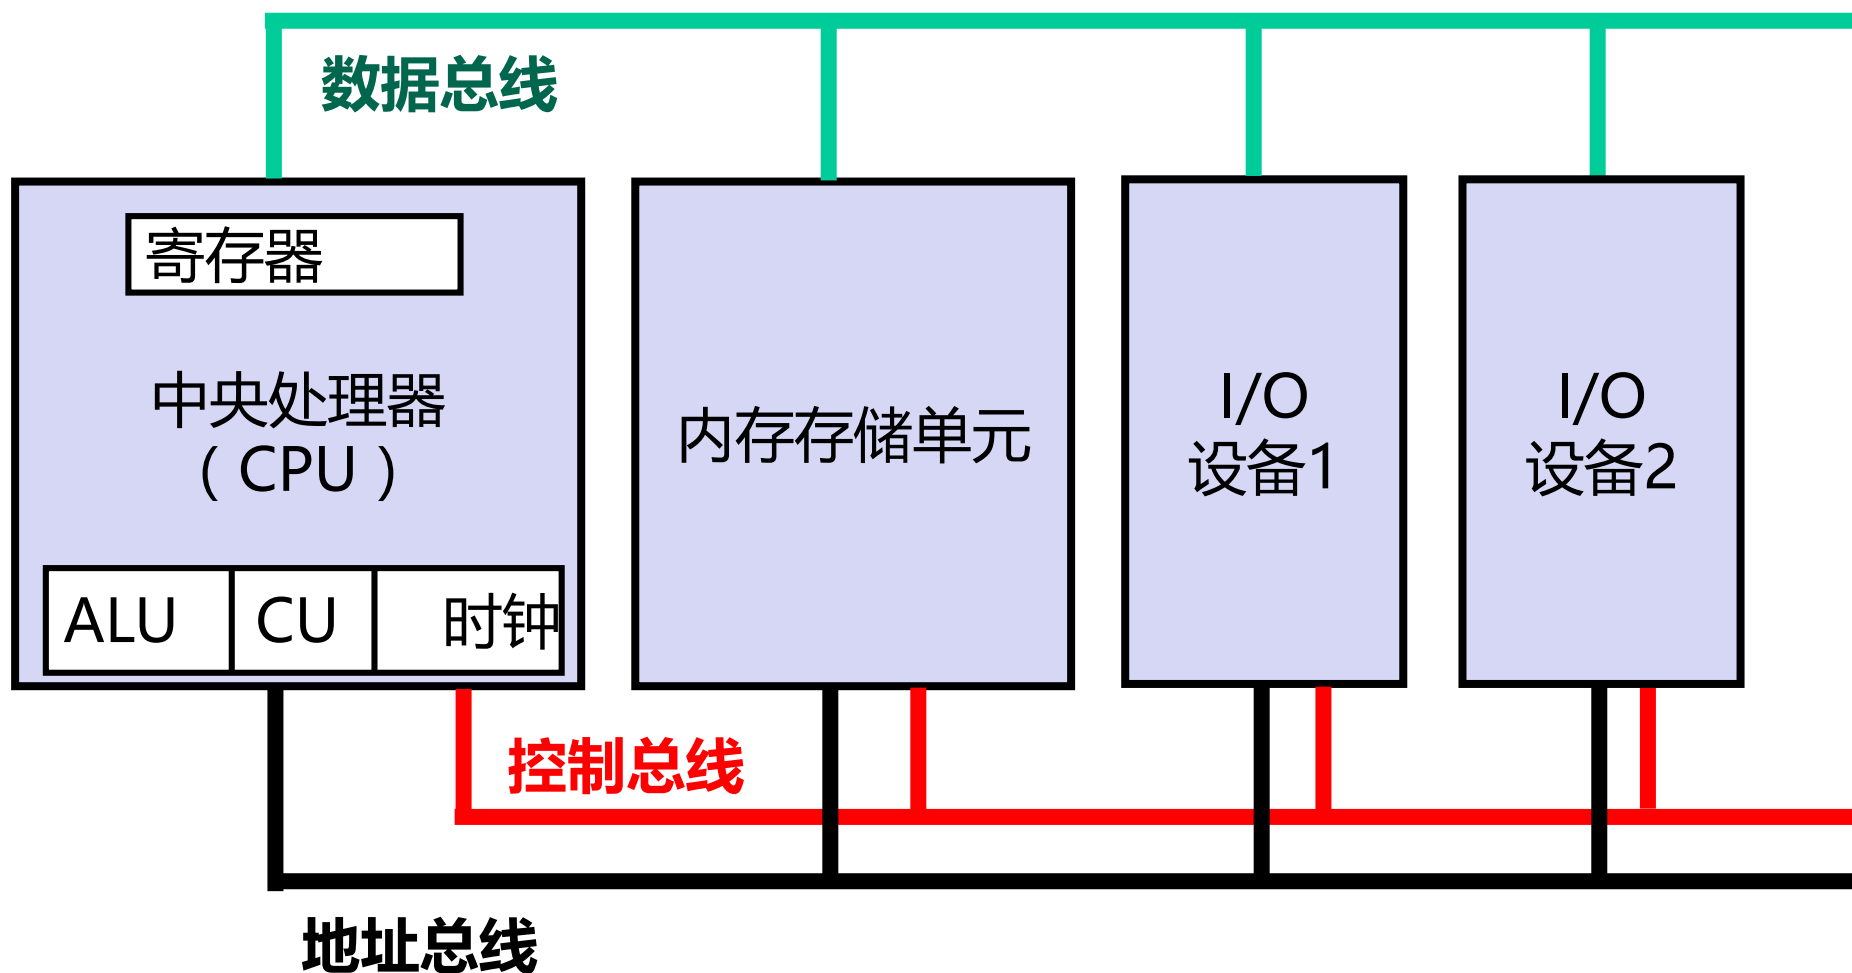 数据总线
寄存器
中央处理器
（CPU）
ALU
CU
时钟
内存存储单元
I/O
设备1
I/O
设备2
控制总线
地址总线